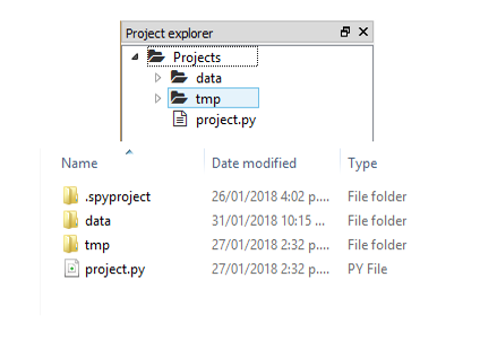 Project explorer
Projects
data
tmp
project.py
Name Date modified Type
.spyproject 26/01/2018 4:02 p.... File folder
data 31/01/2018 10:15 ... File folder
tmp 27/01/2018 2:32 p.... File folder
project.py 27/01/2018 2:32 p.... PY File